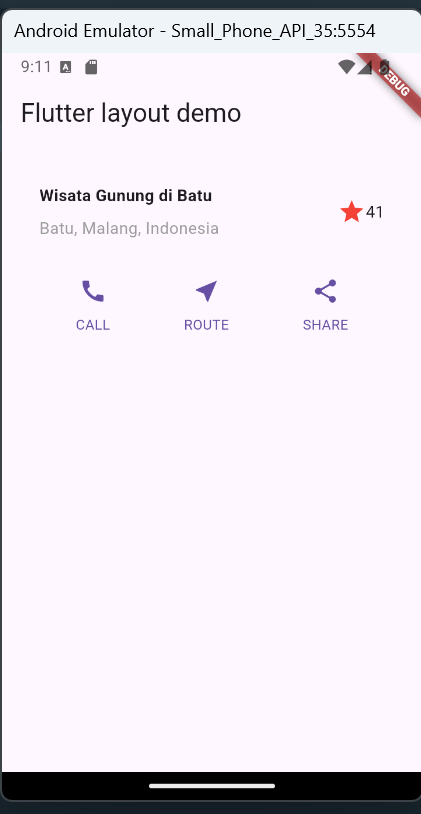 Android Emulator - Small_Phone_API_35:5554
9:11 A
DEBUG
Flutter layout demo
Wisata Gunung di Batu
41
Batu, Malang, Indonesia
CALL ROUTE SHARE